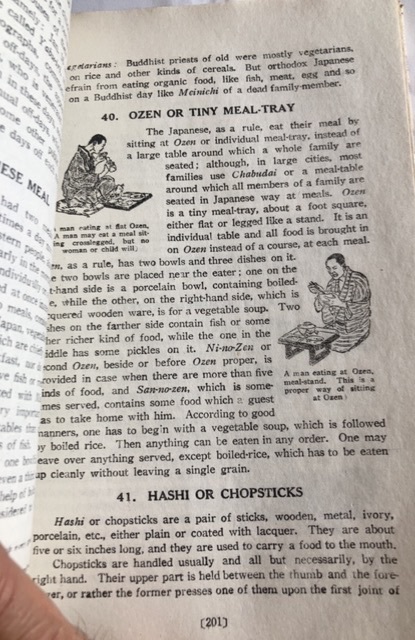 getarians: Buddhist priests of old were mostly vegetarians,
on rice and other kinds of cereals. But orthodox Japanese
efrain from eating organic food, like fish, meat, egg and so
on a Buddhist day like Meinichi of a dead family-member.
40. OZEN OR TINY MEAL-TRAY
The Japanese, as a rule, eat their meal by
sitting at Ozen or individual meal-tray, instead of
a large table around which a whole family are
seated; although, in large cities, most
families use Chabudai or a meal-table
around which all members of a family are
seated in Japanese way at meals. Ozen
is a tiny meal-tray, about a foot square,
either flat or legged like a stand. It is an
individual table and all food is brought in
on Ozen instead of a course, at each meal.
man eating at flat Ozen,
A man may eat a meal sit-
ing crosslegged, but no
woman or child will;
en, as a rule, has two bowls and three dishes on it.
e two bowls are placed near the eater; one on the
t-hand side is a porcelain bowl, containing boiled-
e, while the other, on the right-hand side, which is
cquered wooden ware, is for a vegetable soup. Two
shes on the farther side contain fish or some
her richer kind of food, while the one in the
iddle has some pickles on it. Ni-no-Zen or
econd Ozen, beside or before Ozen proper, is
rovided in case when there are more than five
inds of food, and San-no-zen, which is some-
mes served, contains some food which a guest
as to take home with him. According to good
A man eating at Ozen,
meal-stand. This is a
proper way of sitting
at Ozen:
manners, one has to begin with a vegetable soup, which is followed
y boiled rice. Then anything can be eaten in any order. One may
eave over anything served, except boiled-rice, which has to be eaten
up cleanly without leaving a single grain.
41. HASHI OR CHOPSTICKS
Hashi or chopsticks are a pair of sticks, wooden, metal, ivory,
porcelain, etc., either plain or coated with lacquer. They are about
five or six inches long, and they are used to carry a food to the mouth.
Chopsticks are handled usually and all but necessarily, by the
right hand. Their upper part is held between the thumb and the fore-
er, or rather the former presses one of them upon the first joint of
[201]